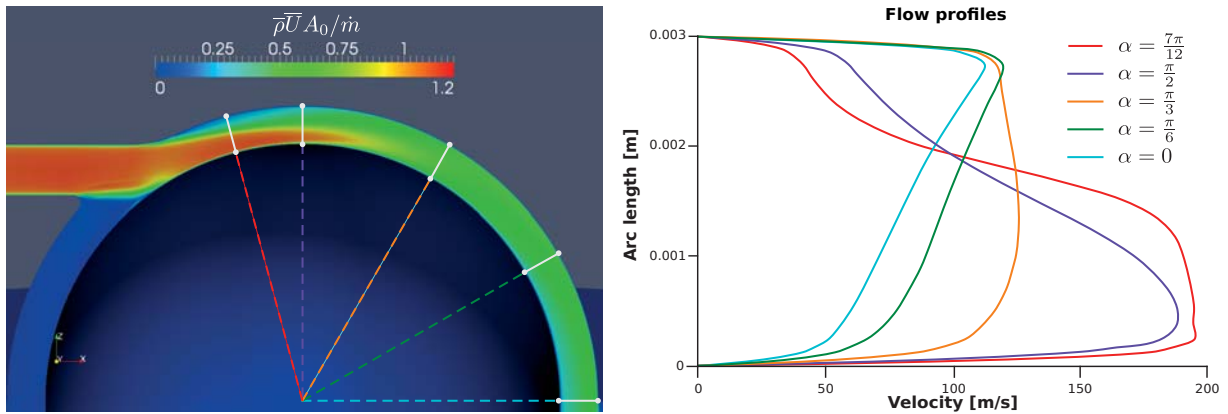 ρ̅U̅A₀/ṁ
0.25 0.5 0.75 1
0 1.2
z
Y X
Flow profiles
0.003
0.002
0.001
0
Arc length [m]
α = 7π/12
α = π/2
α = π/3
α = π/6
α = 0
0 50 100 150 200
Velocity [m/s]